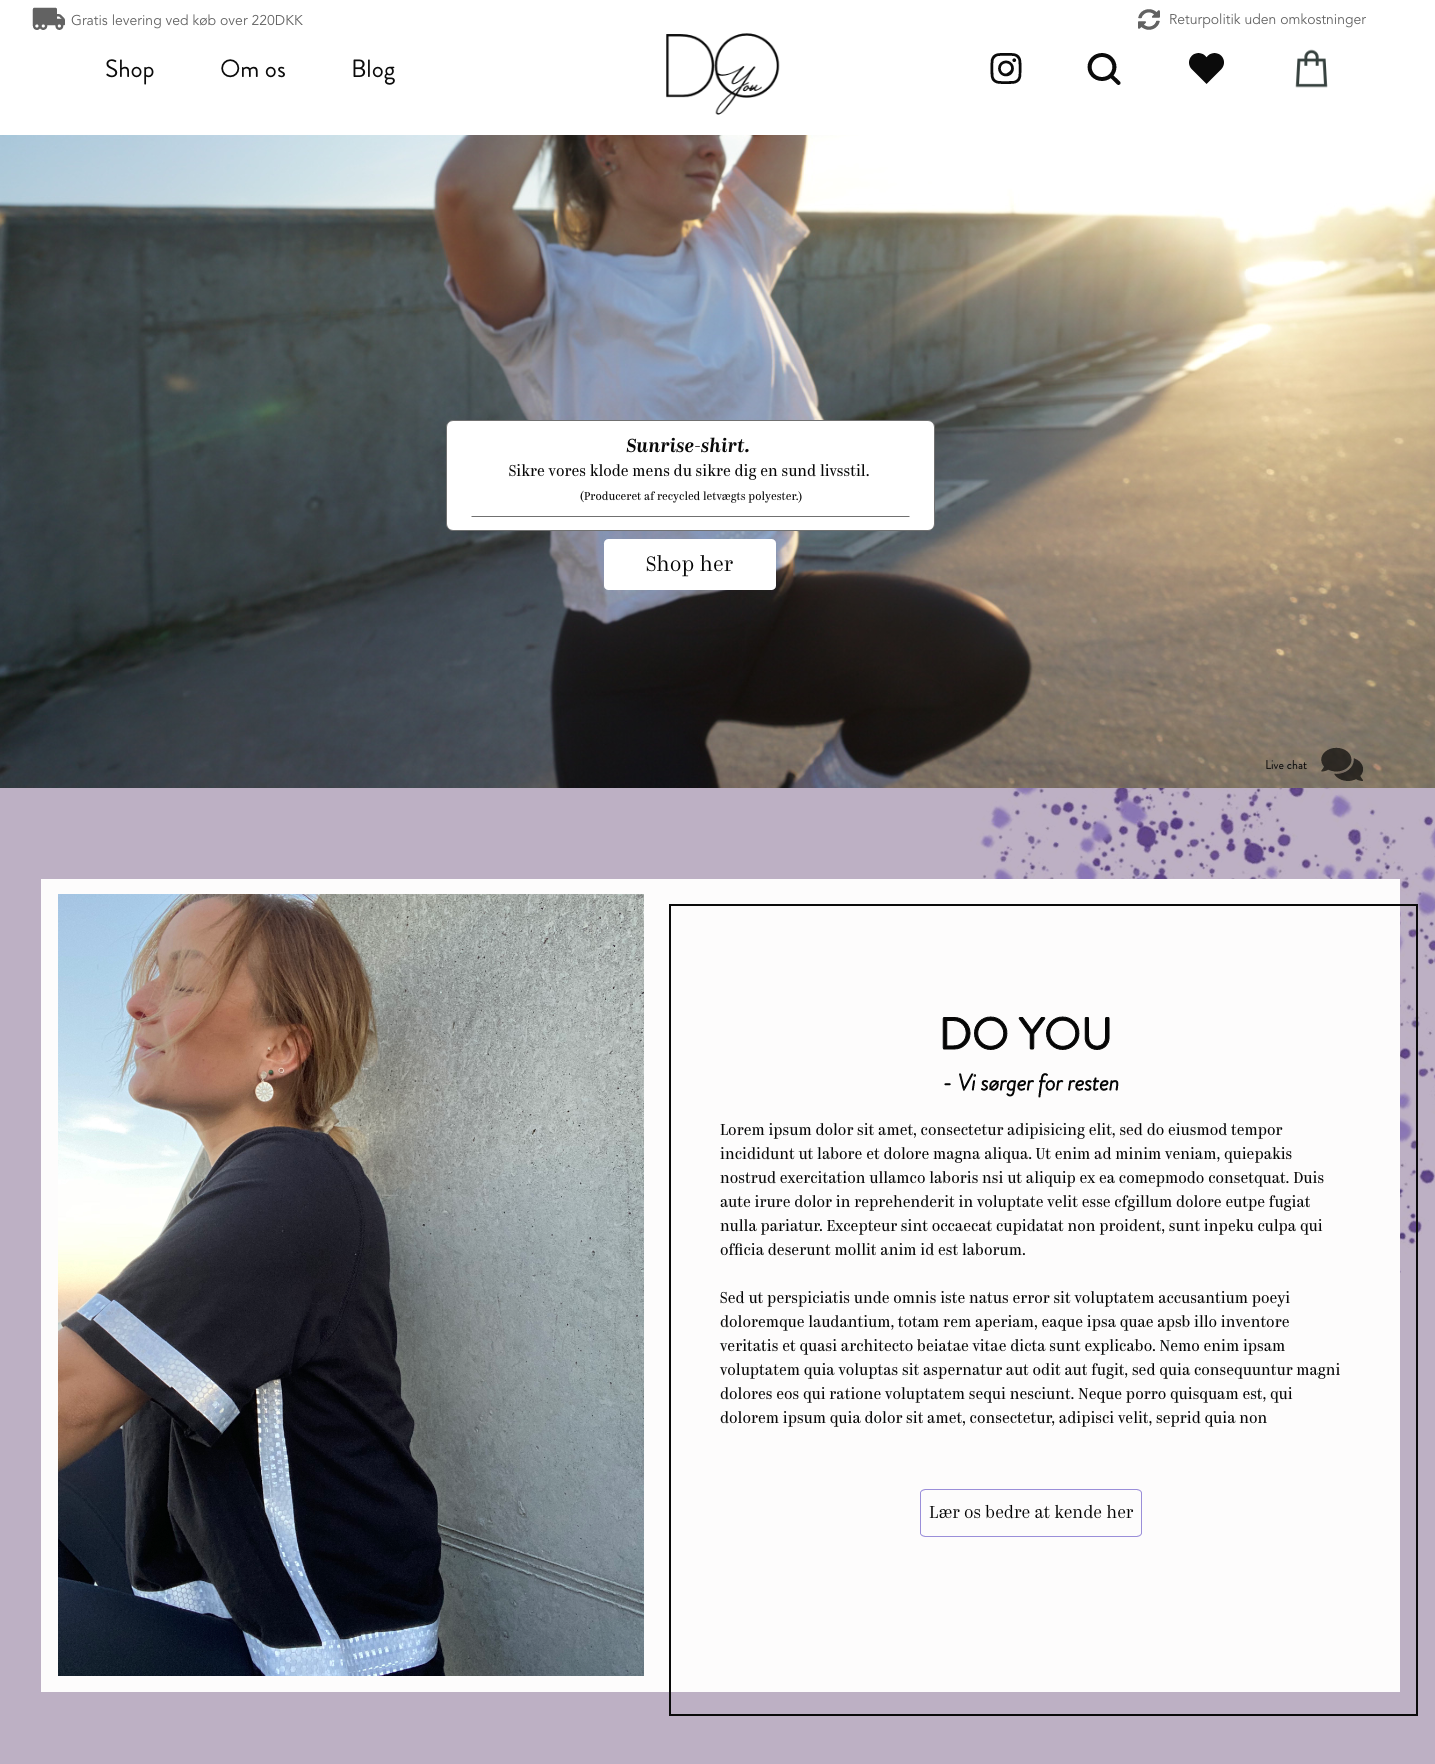 Gratis levering ved køb over 220DKK
Returpolitik uden omkostninger
Shop
Om os
Blog
DO
You
Sunrise-shirt.
Sikre vores klode mens du sikre dig en sund livsstil.
(Produceret af recycled letvægts polyester.)
Shop her
Live chat
DO YOU
- Vi sørger for resten
Lorem ipsum dolor sit amet, consectetur adipisicing elit, sed do eiusmod tempor
incididunt ut labore et dolore magna aliqua. Ut enim ad minim veniam, quiepakis
nostrud exercitation ullamco laboris nsi ut aliquip ex ea comepmodo consetquat. Duis
aute irure dolor in reprehenderit in voluptate velit esse cfgillum dolore eutpe fugiat
nulla pariatur. Excepteur sint occaecat cupidatat non proident, sunt inpeku culpa qui
officia deserunt mollit anim id est laborum.
Sed ut perspiciatis unde omnis iste natus error sit voluptatem accusantium poeyi
doloremque laudantium, totam rem aperiam, eaque ipsa quae apsb illo inventore
veritatis et quasi architecto beiatae vitae dicta sunt explicabo. Nemo enim ipsam
voluptatem quia voluptas sit aspernatur aut odit aut fugit, sed quia consequuntur magni
dolores eos qui ratione voluptatem sequi nesciunt. Neque porro quisquam est, qui
dolorem ipsum quia dolor sit amet, consectetur, adipisci velit, seprid quia non
Lær os bedre at kende her